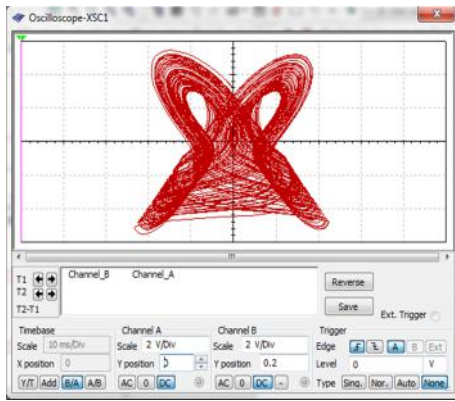 Oscilloscope-XSC1
T1
T2
T2-T1
Channel_B Channel_A
Reverse
Save
Ext. Trigger
Timebase
Scale 10 ms/Div
X position 0
Y/T Add B/A A/B
Channel A
Scale 2 V/Div
Y position
AC 0 DC
Channel B
Scale 2 V/Div
Y position 0.2
AC 0 DC -
Trigger
Edge A B Ext
Level 0 V
Type Sing. Nor. Auto None